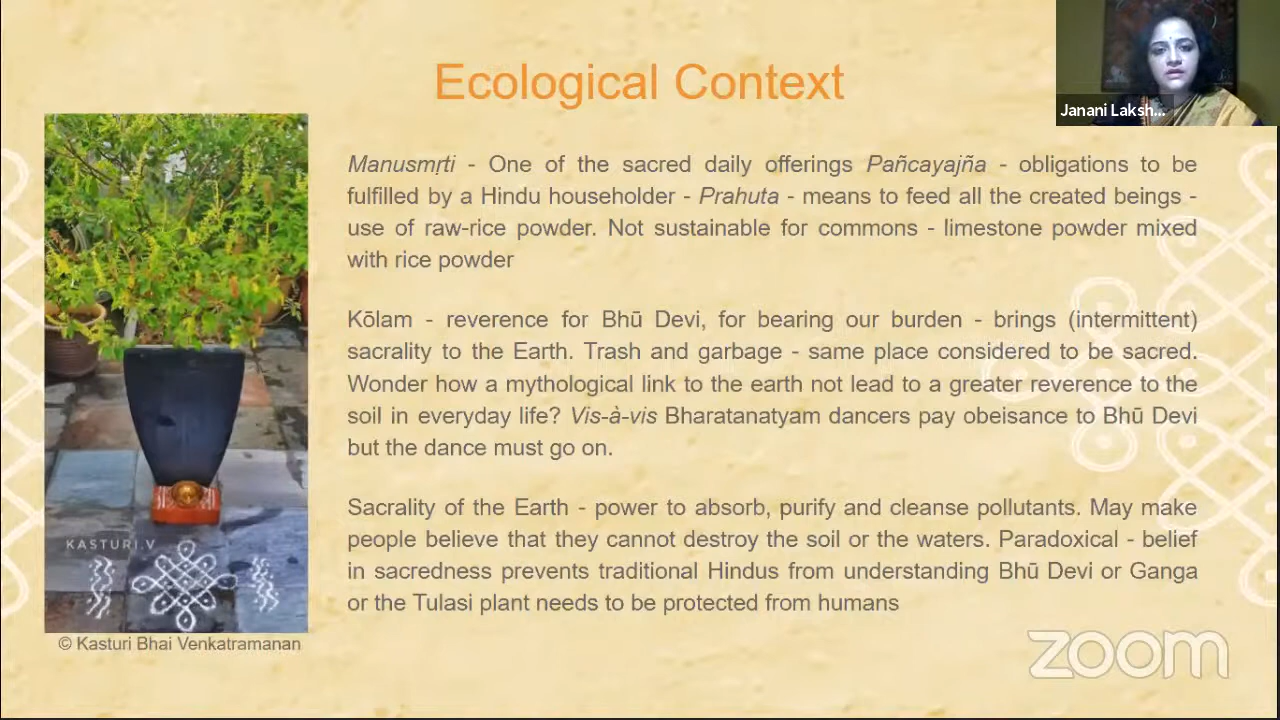 Ecological Context
Janani Laksh...
Manusmṛti - One of the sacred daily offerings Pañcayajña - obligations to be
fulfilled by a Hindu householder - Prahuta - means to feed all the created beings -
use of raw-rice powder. Not sustainable for commons - limestone powder mixed
with rice powder
Kōlam - reverence for Bhū Devi, for bearing our burden - brings (intermittent)
sacrality to the Earth. Trash and garbage - same place considered to be sacred.
Wonder how a mythological link to the earth not lead to a greater reverence to the
soil in everyday life? Vis-à-vis Bharatanatyam dancers pay obeisance to Bhū Devi
but the dance must go on.
Sacrality of the Earth - power to absorb, purify and cleanse pollutants. May make
people believe that they cannot destroy the soil or the waters. Paradoxical - belief
in sacredness prevents traditional Hindus from understanding Bhū Devi or Ganga
or the Tulasi plant needs to be protected from humans
KASTURI.V
© Kasturi Bhai Venkatramanan
zoom